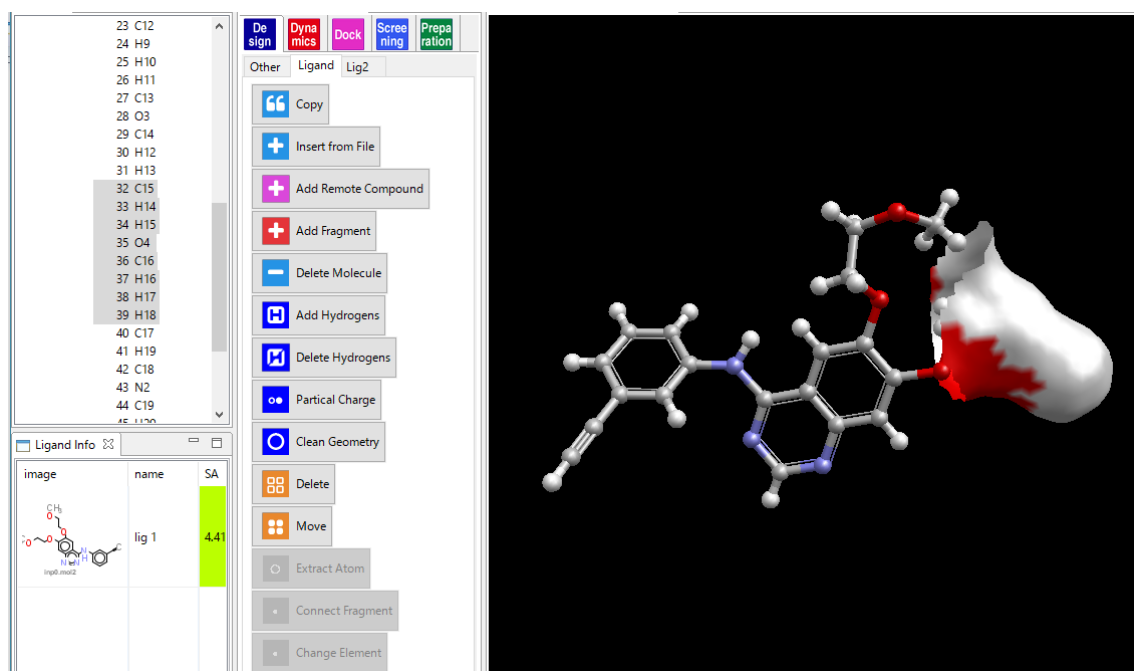 23 C12
24 H9
25 H10
26 H11
27 C13
28 O3
29 C14
30 H12
31 H13
32 C15
33 H14
34 H15
35 O4
36 C16
37 H16
38 H17
39 H18
40 C17
41 H19
42 C18
43 N2
44 C19
45 H20
De
sign
Dyna
mics
Dock
Scree
ning
Prepa
ration
Other
Ligand
Lig2
Copy
Insert from File
Add Remote Compound
Add Fragment
Delete Molecule
Add Hydrogens
Delete Hydrogens
Partical Charge
Clean Geometry
Delete
Move
Extract Atom
Connect Fragment
Change Element
Ligand Info
image
name
SA
inp0.mol2
lig 1
4,41